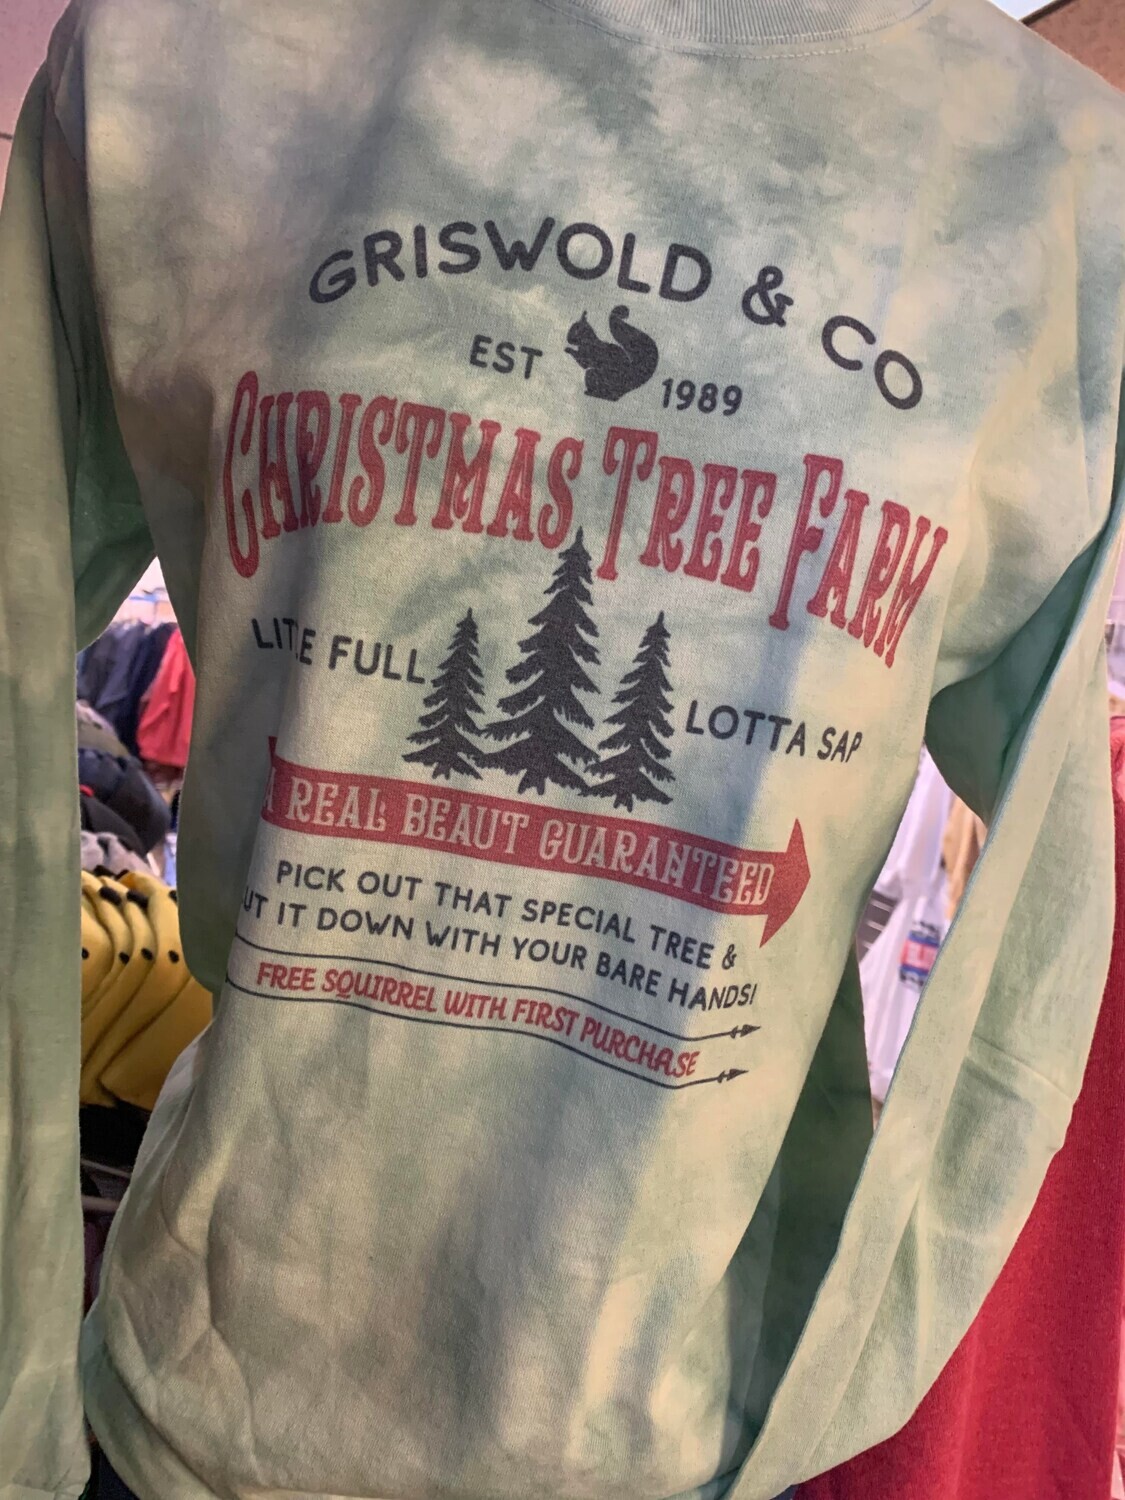 GRISWOLD & CO
EST 1989
CHRISTMAS TREE FARM
FULL LOTTA SAP
A REAL BEAUT GUARANTEED
PICK OUT THAT SPECIAL TREE &
UT IT DOWN WITH YOUR BARE HANDS!
FREE SQUIRREL WITH FIRST PURCHASE